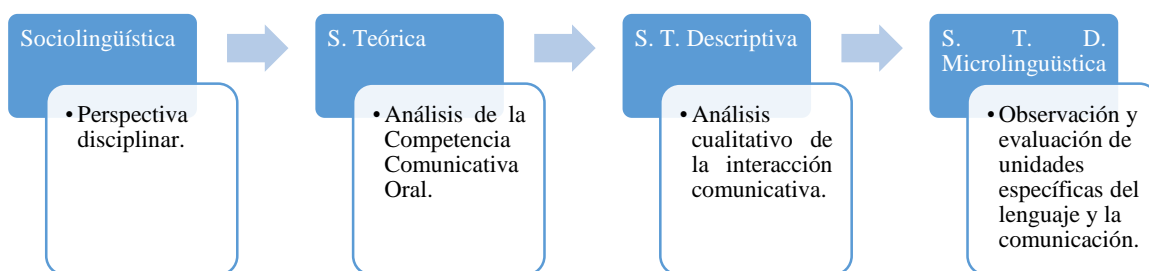 Sociolingüística
• Perspectiva
disciplinar.
S. Teórica
• Análisis de la
Competencia
Comunicativa
Oral.
S. T. Descriptiva
• Análisis
cualitativo de
la interacción
comunicativa.
S. T. D.
Microlinguüstica
• Observación y
evaluación de
unidades
específicas del
lenguaje y la
comunicación.